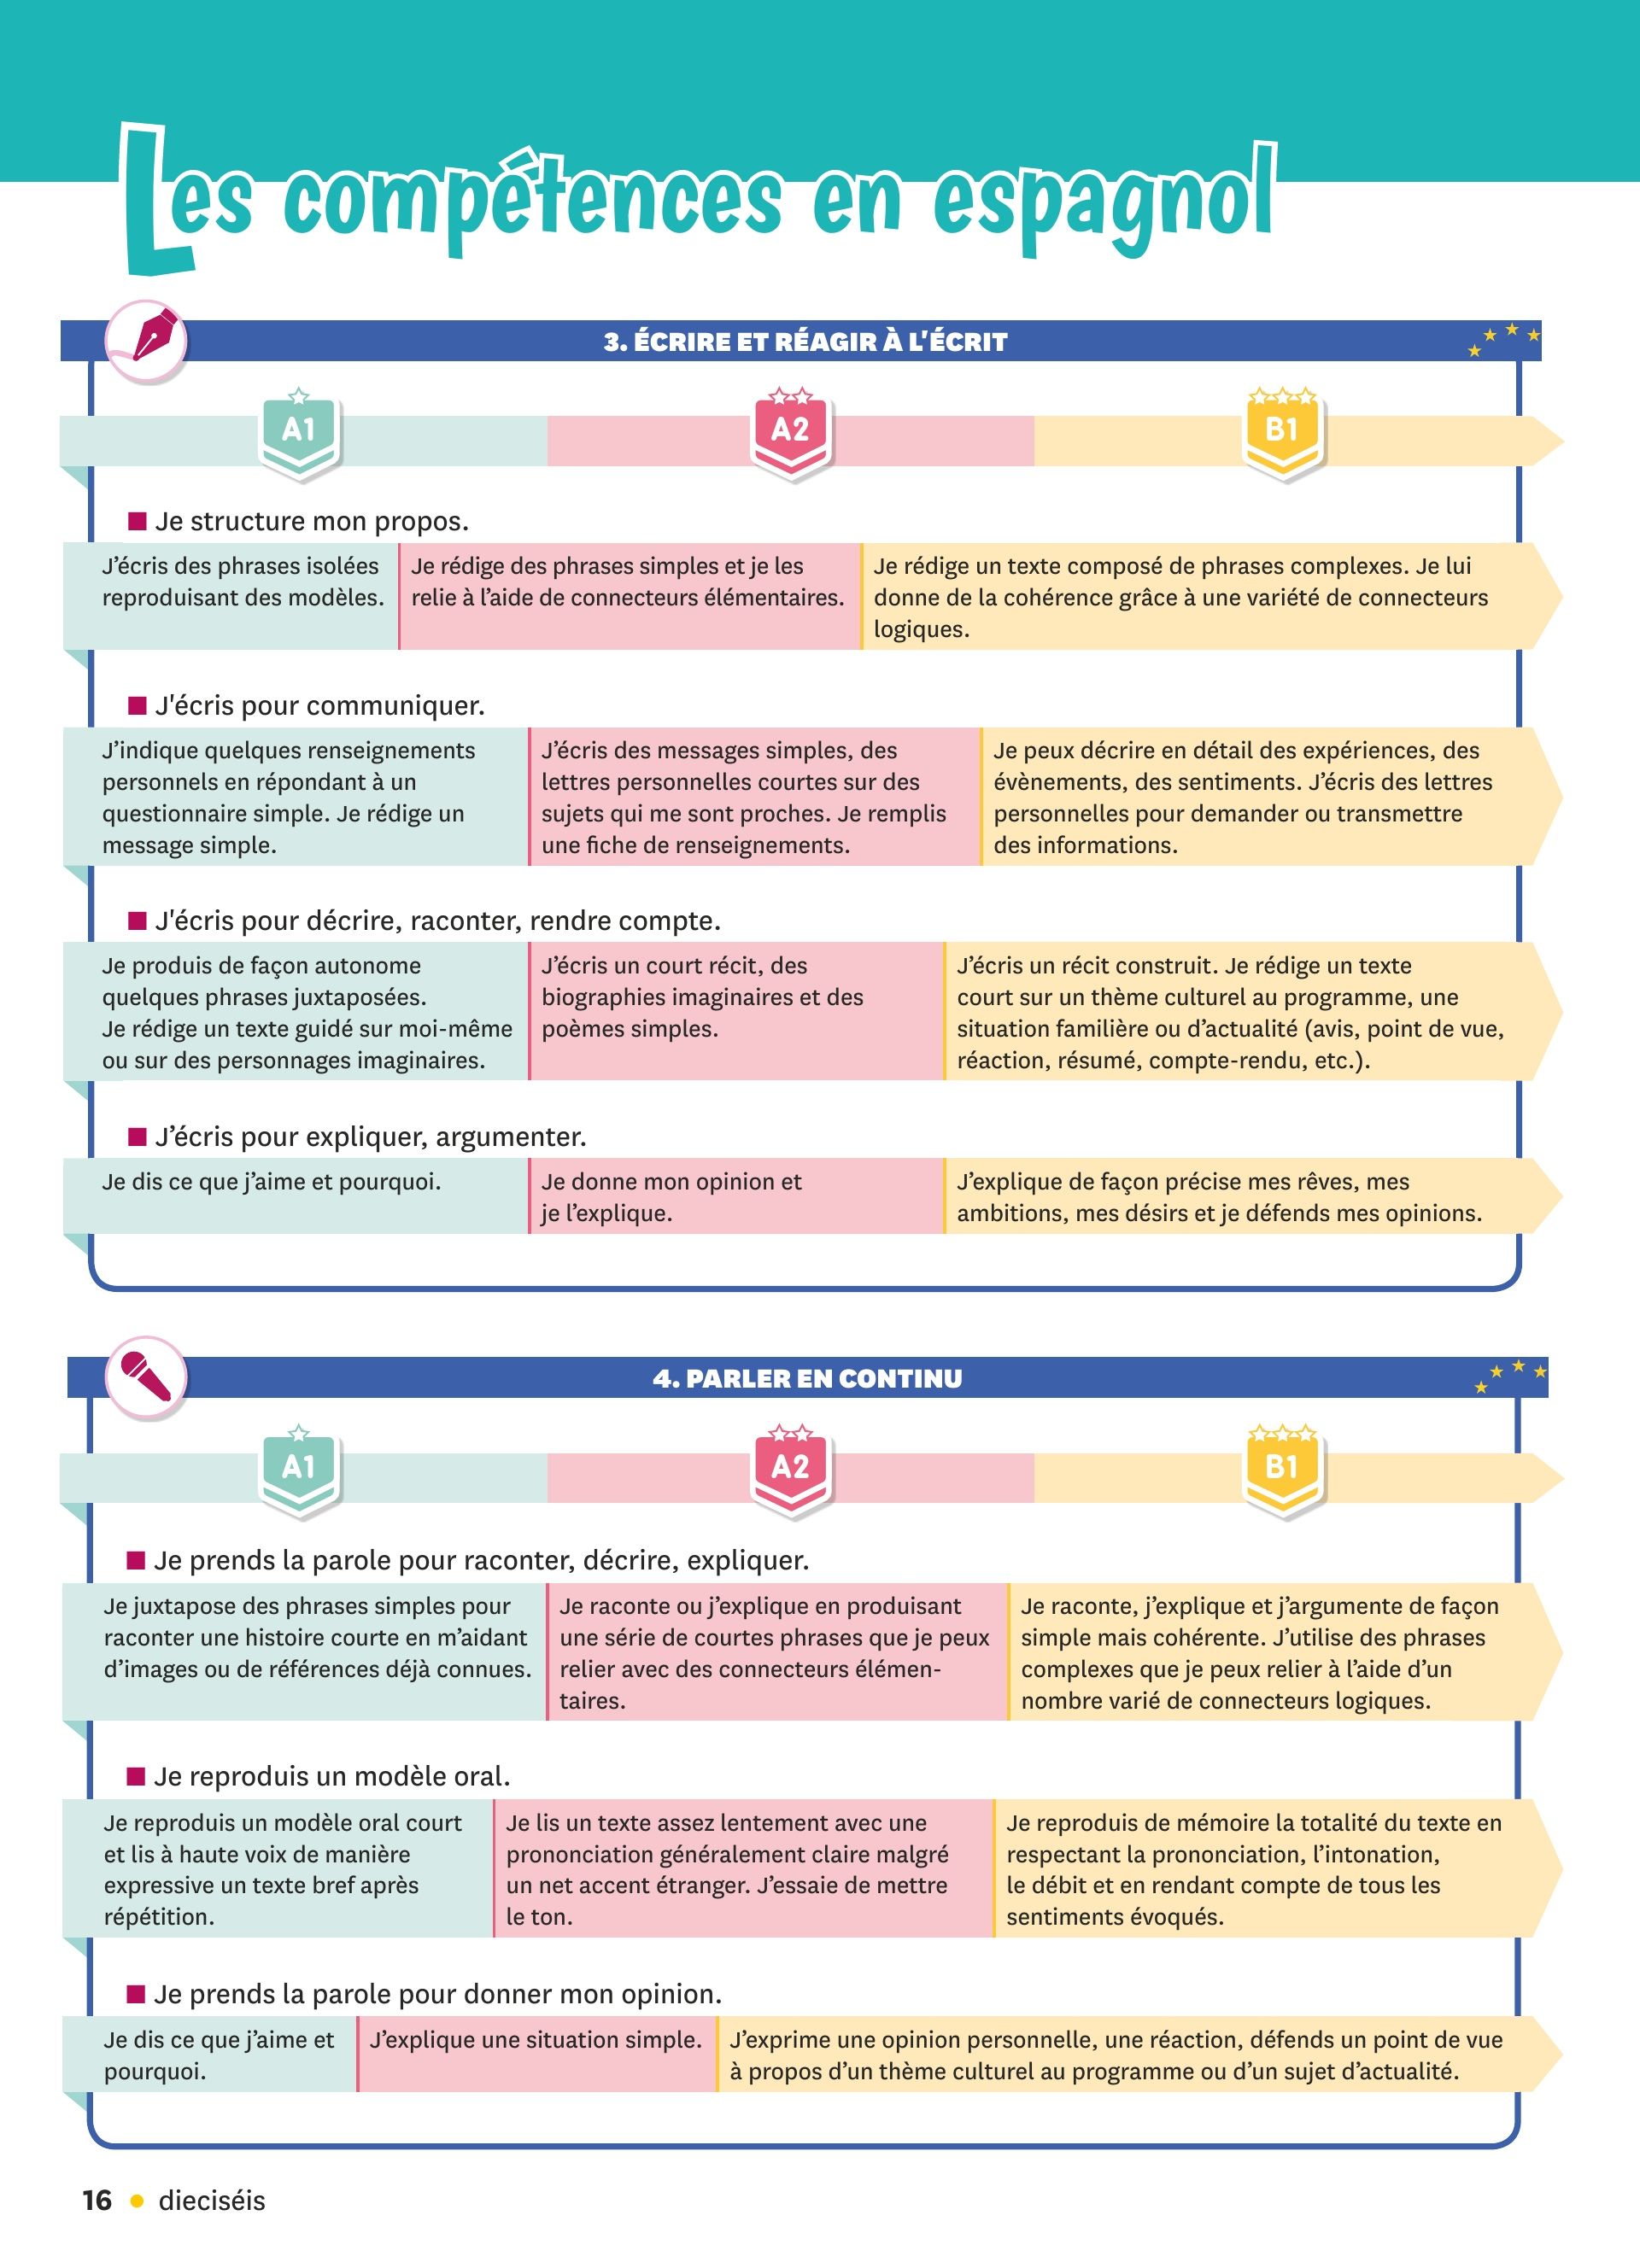 Les compétences en espagnol
3. ÉCRIRE ET RÉAGIR À L'ÉCRIT
A1
A2
B1
Je structure mon propos.
J'écris des phrases isolées
reproduisant des modèles.
Je rédige des phrases simples et je les
relie à l'aide de connecteurs élémentaires.
Je rédige un texte composé de phrases complexes. Je lui
donne de la cohérence grâce à une variété de connecteurs
logiques.
J'écris pour communiquer.
J'indique quelques renseignements
personnels en répondant à un
questionnaire simple. Je rédige un
message simple.
J'écris des messages simples, des
lettres personnelles courtes sur des
sujets qui me sont proches. Je remplis
une fiche de renseignements.
Je peux décrire en détail des expériences, des
évènements, des sentiments. J'écris des lettres
personnelles pour demander ou transmettre
des informations.
J'écris pour décrire, raconter, rendre compte.
Je produis de façon autonome
quelques phrases juxtaposées.
Je rédige un texte guidé sur moi-même
ou sur des personnages imaginaires.
J'écris un court récit, des
biographies imaginaires et des
poèmes simples.
J'écris un récit construit. Je rédige un texte
court sur un thème culturel au programme, une
situation familière ou d'actualité (avis, point de vue,
réaction, résumé, compte-rendu, etc.).
J'écris pour expliquer, argumenter.
Je dis ce que j'aime et pourquoi.
Je donne mon opinion et
je l'explique.
J'explique de façon précise mes rêves, mes
ambitions, mes désirs et je défends mes opinions.
4. PARLER EN CONTINU
A1
A2
B1
Je prends la parole pour raconter, décrire, expliquer.
Je juxtapose des phrases simples pour
raconter une histoire courte en m'aidant
d'images ou de références déjà connues.
Je raconte ou j'explique en produisant
une série de courtes phrases que je peux
relier avec des connecteurs élémen-
taires.
Je raconte, j'explique et j'argumente de façon
simple mais cohérente. J'utilise des phrases
complexes que je peux relier à l'aide d'un
nombre varié de connecteurs logiques.
Je reproduis un modèle oral.
Je reproduis un modèle oral court
et lis à haute voix de manière
expressive un texte bref après
répétition.
Je lis un texte assez lentement avec une
prononciation généralement claire malgré
un net accent étranger. J'essaie de mettre
le ton.
Je reproduis de mémoire la totalité du texte en
respectant la prononciation, l'intonation,
le débit et en rendant compte de tous les
sentiments évoqués.
Je prends la parole pour donner mon opinion.
Je dis ce que j'aime et
pourquoi.
J'explique une situation simple.
J'exprime une opinion personnelle, une réaction, défends un point de vue
à propos d'un thème culturel au programme ou d'un sujet d'actualité.
16 • dieciséis